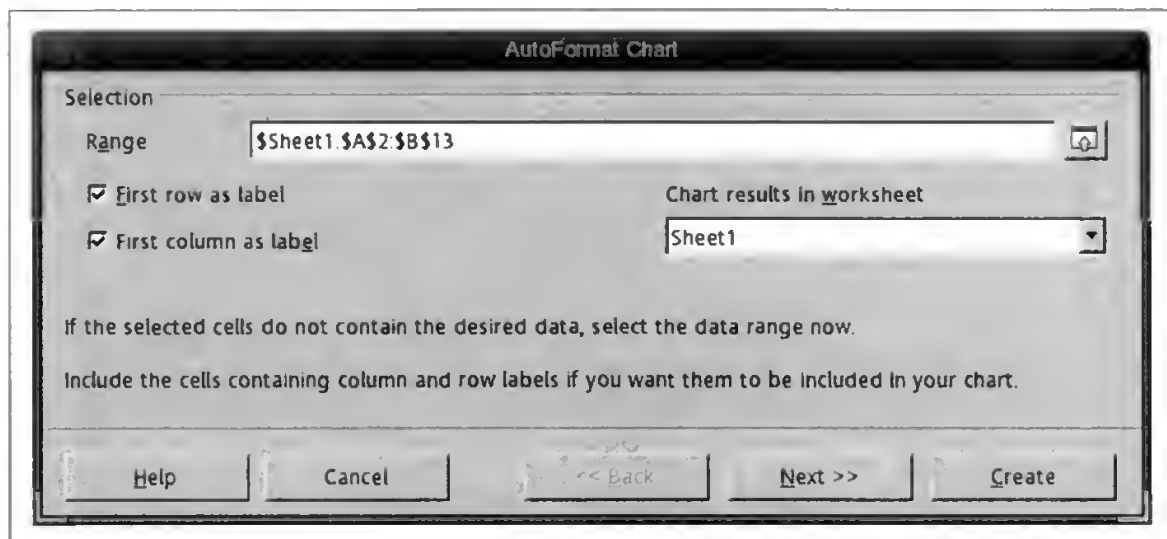 AutoFormat Chart
Selection
Range $Sheet1.$A$2:$B$13
First row as label
Chart results in worksheet
First column as label
Sheet1
If the selected cells do not contain the desired data, select the data range now.
Include the cells containing column and row labels if you want them to be included in your chart.
Help Cancel << Back Next >> Create